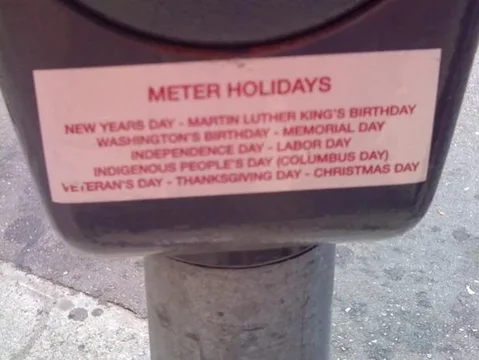 METER HOLIDAYS
NEW YEARS DAY - MARTIN LUTHER KING'S BIRTHDAY
WASHINGTON'S BIRTHDAY - MEMORIAL DAY
INDEPENDENCE DAY - LABOR DAY
INDIGENOUS PEOPLE'S DAY (COLUMBUS DAY)
VETERAN'S DAY - THANKSGIVING DAY - CHRISTMAS DAY